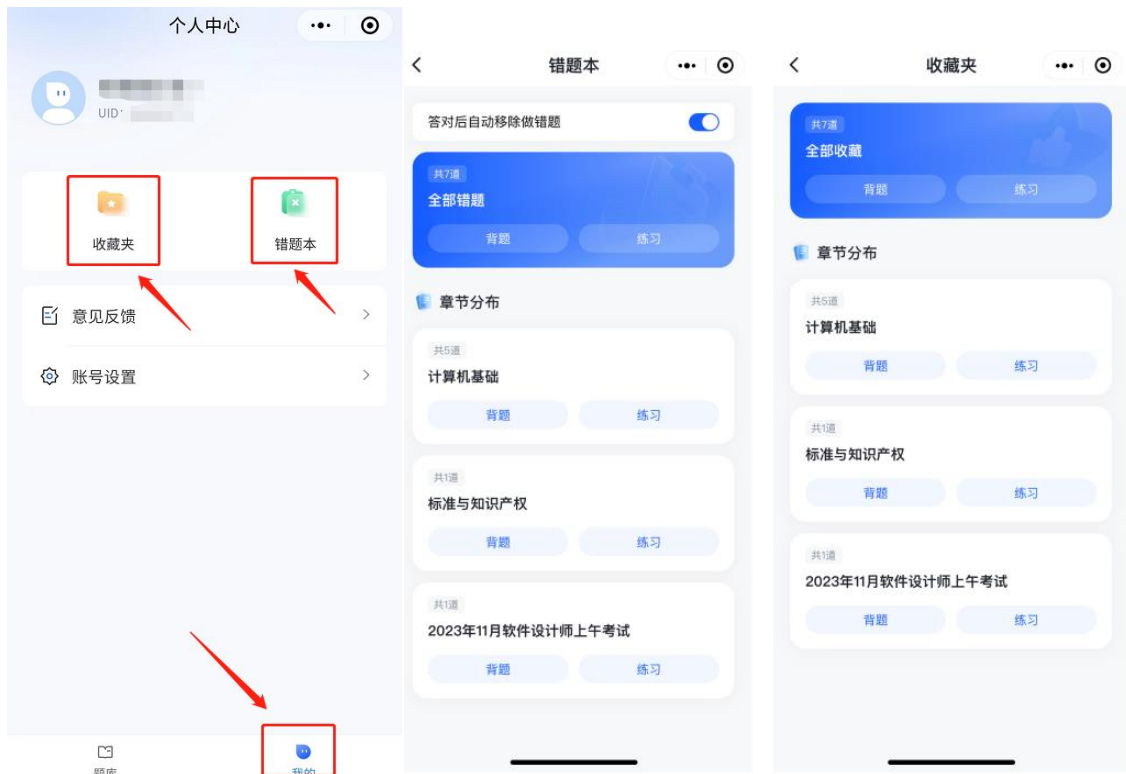 个人中心
UID:
收藏夹
错题本
意见反馈
账号设置
题库
我的
错题本
答对后自动移除做错题
共7道
全部错题
背题
练习
章节分布
共5道
计算机基础
背题
练习
共1道
标准与知识产权
背题
练习
共1道
2023年11月软件设计师上午考试
背题
练习
收藏夹
共7道
全部收藏
背题
练习
章节分布
共5道
计算机基础
背题
练习
共1道
标准与知识产权
背题
练习
共1道
2023年11月软件设计师上午考试
背题
练习